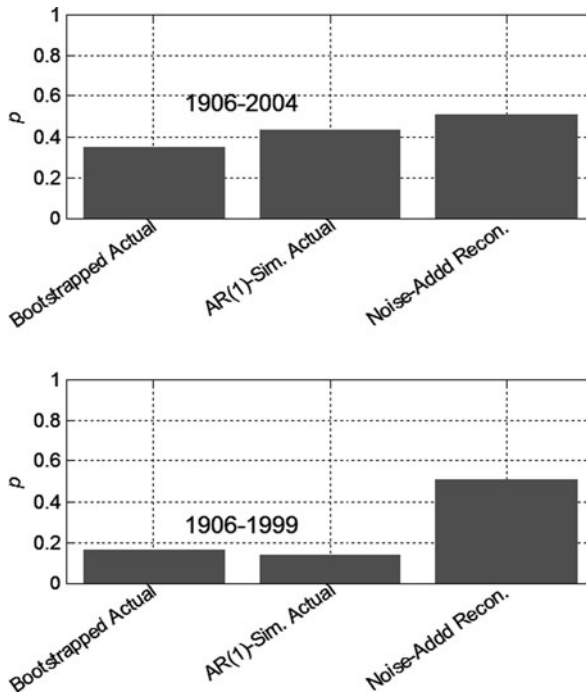 1
0.8
0.6
0.4
0.2
0
p
1906-2004
Bootstrapped Actual
AR(1)-Sim. Actual
Noise-Addd Recon.
1
0.8
0.6
0.4
0.2
0
p
1906-1999
Bootstrapped Actual
AR(1)-Sim. Actual
Noise-Addd Recon.